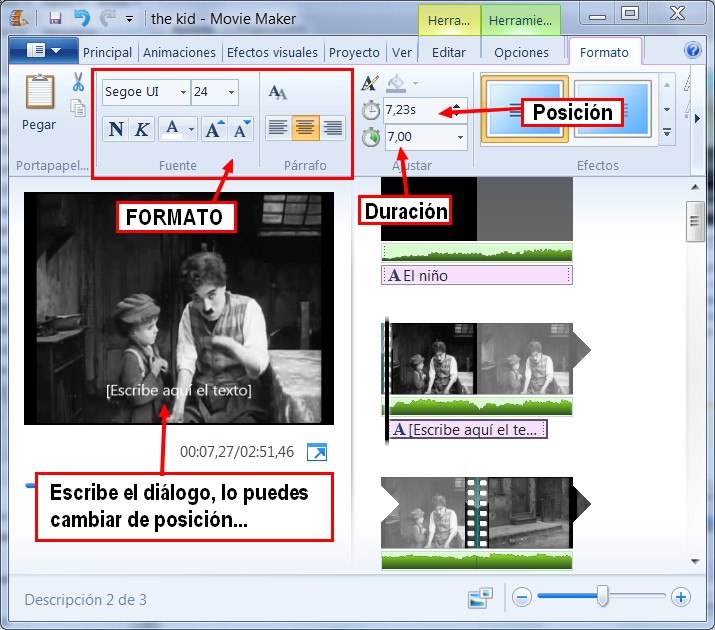 the kid - Movie Maker
Herra...
Herramie...
Principal
Animaciones
Efectos visuales
Proyecto
Ver
Editar
Opciones
Formato
Pegar
Segoe UI
24
N K A A A
AA
7,23s
7,00
Posición
Portapapel...
Fuente
Párrafo
Ajustar
Efectos
FORMATO
Duración
A El niño
[Escribe aquí el texto]
A [Escribe aquí el te...
00:07,27/02:51,46
Escribe el diálogo, lo puedes
cambiar de posición...
Descripción 2 de 3